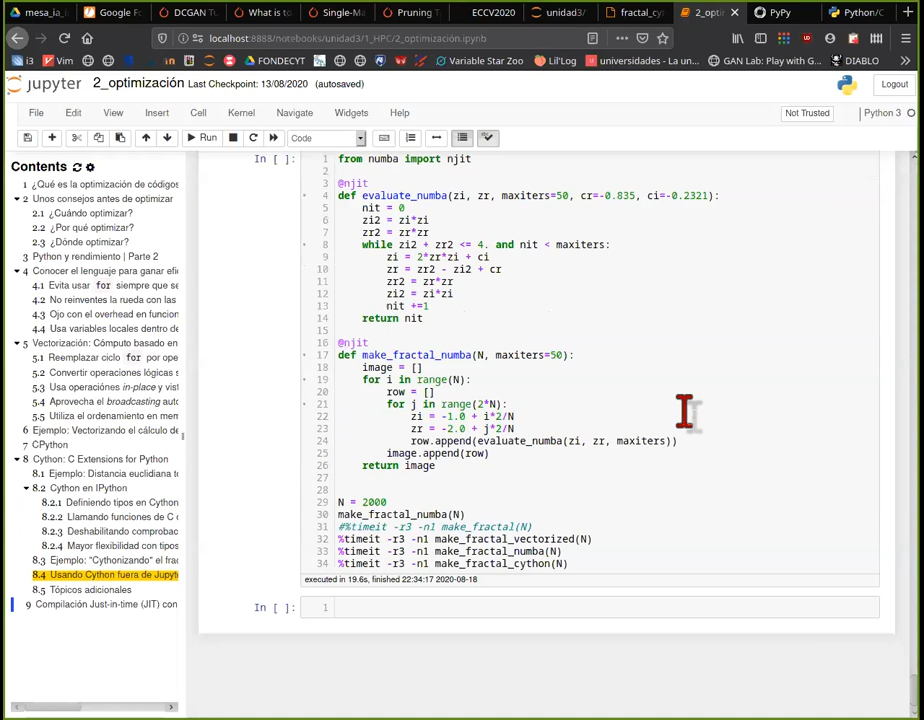 mesa_ia_i
Google Fo
DCGAN Tu
What is to
Single-Ma
Pruning T
ECCV2020
unidad3/
fractal_cy
2_opti
PyPy
Python/C
localhost:8888/notebooks/unidad3/1_HPC/2_optimización.ipynb
i3
Vim
FONDECYT
Variable Star Zoo
Lil'Log
universidades - La un...
GAN Lab: Play with G...
DIABLO
jupyter 2_optimización Last Checkpoint: 13/08/2020 (autosaved)
Logout
File Edit View Insert Cell Kernel Navigate Widgets Help
Not Trusted
Python 3
Run
Code
Contents
1 ¿Qué es la optimización de códigos
2 Unos consejos antes de optimizar
2.1 ¿Cuándo optimizar?
2.2 ¿Por qué optimizar?
2.3 ¿Dónde optimizar?
3 Python y rendimiento | Parte 2
4 Conocer el lenguaje para ganar efic
4.1 Evita usar for siempre que se
4.2 No reinventes la rueda con las
4.3 Ojo con el overhead en funcion
4.4 Usa variables locales dentro de
5 Vectorización: Cómputo basado en
5.1 Reemplazar ciclo for por ope
5.2 Convertir operaciones lógicas
5.3 Usa operaciónes in-place y vist
5.4 Aprovecha el broadcasting auto
5.5 Utiliza el ordenamiento en mem
6 Ejemplo: Vectorizando el cálculo de
7 CPython
8 Cython: C Extensions for Python
8.1 Ejemplo: Distancia euclidiana to
8.2 Cython en IPython
8.2.1 Definiendo tipos en Cython
8.2.2 Llamando funciones de C
8.2.3 Deshabilitando comprobac
8.2.4 Mayor flexibilidad con tipos
8.3 Ejemplo: "Cythonizando" el frac
8.4 Usando Cython fuera de Jupyte
8.5 Tópicos adicionales
9 Compilación Just-in-time (JIT) con
In [ ]:
1 from numba import njit
2
3 @njit
4 def evaluate_numba(zi, zr, maxiters=50, cr=-0.835, ci=-0.2321):
5 nit = 0
6 zi2 = zi*zi
7 zr2 = zr*zr
8 while zi2 + zr2 <= 4. and nit < maxiters:
9 zi = 2*zr*zi + ci
10 zr = zr2 - zi2 + cr
11 zr2 = zr*zr
12 zi2 = zi*zi
13 nit +=1
14 return nit
15
16 @njit
17 def make_fractal_numba(N, maxiters=50):
18 image = []
19 for i in range(N):
20 row = []
21 for j in range(2*N):
22 zi = -1.0 + i*2/N
23 zr = -2.0 + j*2/N
24 row.append(evaluate_numba(zi, zr, maxiters))
25 image.append(row)
26 return image
27
28
29 N = 2000
30 make_fractal_numba(N)
31 #%timeit -r3 -n1 make_fractal(N)
32 %timeit -r3 -n1 make_fractal_vectorized(N)
33 %timeit -r3 -n1 make_fractal_numba(N)
34 %timeit -r3 -n1 make_fractal_cython(N)
executed in 19.6s, finished 22:34:17 2020-08-18
In [ ]:
1